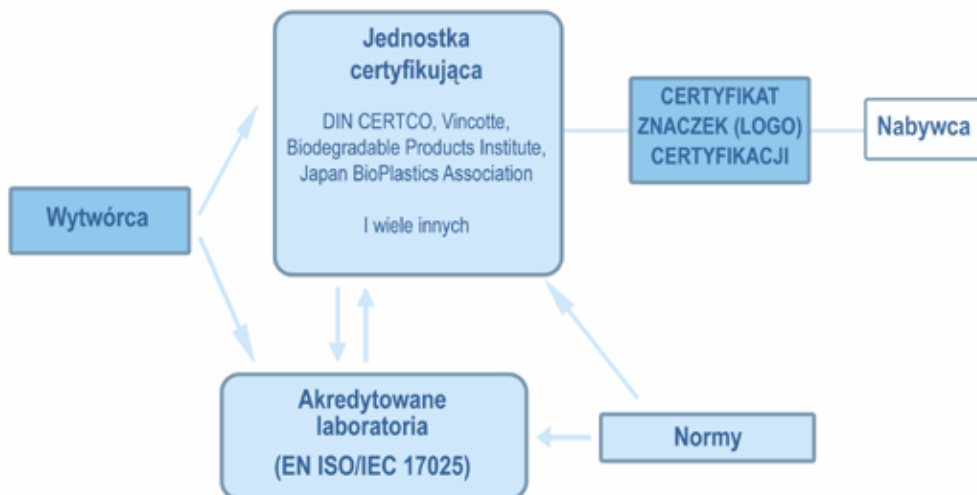 Jednostka
certyfikująca
DIN CERTCO, Vincotte,
Biodegradable Products Institute,
Japan BioPlastics Association
I wiele innych
CERTYFIKAT
ZNACZEK (LOGO)
CERTYFIKACJI
Nabywca
Wytwórca
Akredytowane
laboratoria
(EN ISO/IEC 17025)
Normy